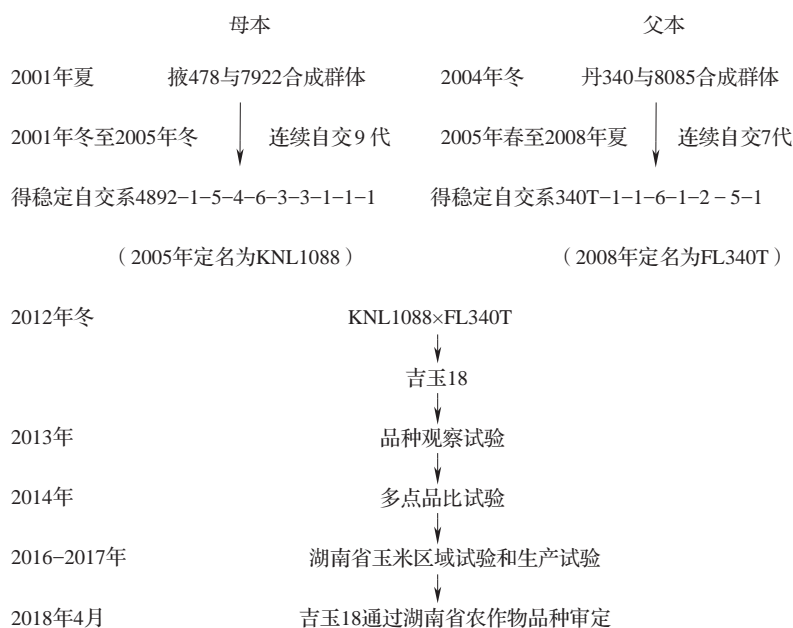 母本 父本
2001年夏 掖478与7922合成群体 2004年冬 丹340与8085合成群体
2001年冬至2005年冬 连续自交9代 2005年春至2008年夏 连续自交7代
得稳定自交系4892-1-5-4-6-3-3-1-1-1 得稳定自交系340T-1-1-6-1-2-5-1
（2005年定名为KNL1088） （2008年定名为FL340T）
2012年冬 KNL1088×FL340T
吉玉18
2013年 品种观察试验
2014年 多点品比试验
2016-2017年 湖南省玉米区域试验和生产试验
2018年4月 吉玉18通过湖南省农作物品种审定